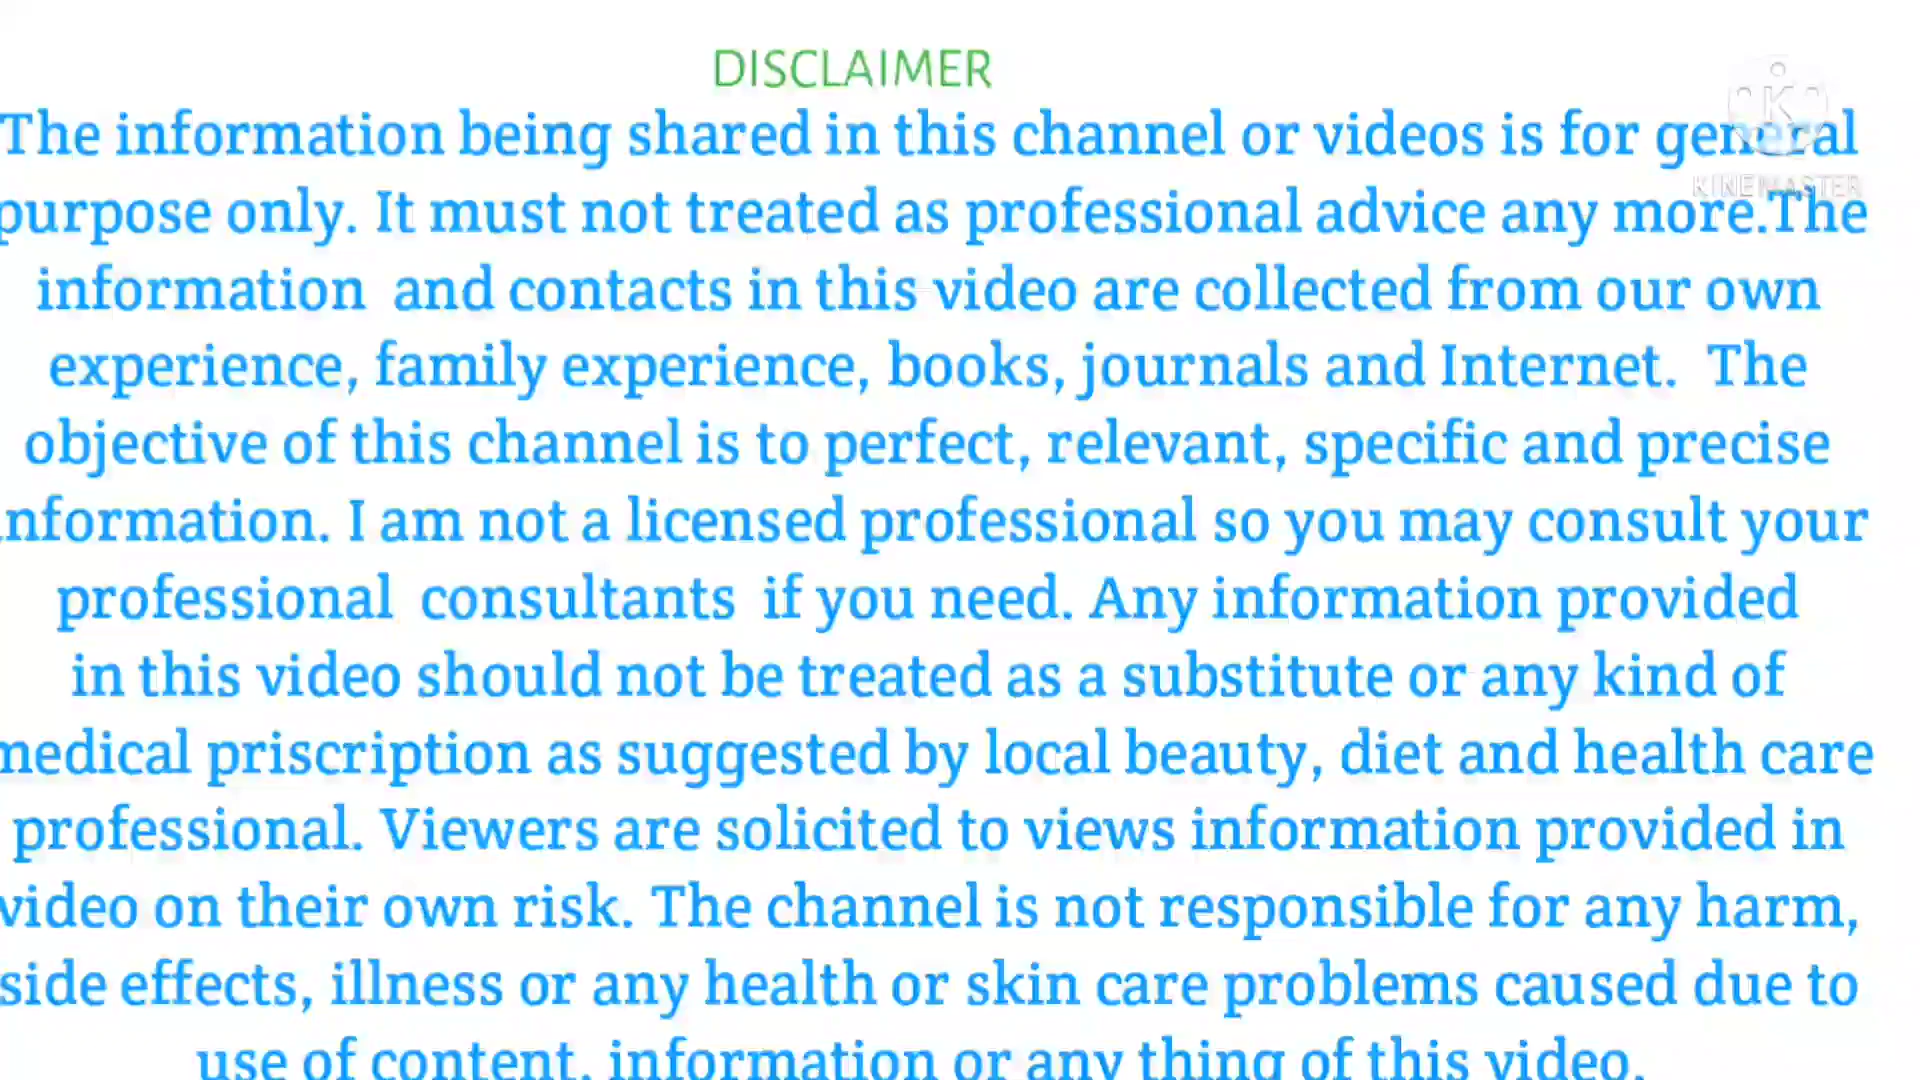 DISCLAIMER
The information being shared in this channel or videos is for general
purpose only. It must not treated as professional advice any more.The
information and contacts in this video are collected from our own
experience, family experience, books, journals and Internet. The
objective of this channel is to perfect, relevant, specific and precise
information. I am not a licensed professional so you may consult your
professional consultants if you need. Any information provided
in this video should not be treated as a substitute or any kind of
medical priscription as suggested by local beauty, diet and health care
professional. Viewers are solicited to views information provided in
video on their own risk. The channel is not responsible for any harm,
side effects, illness or any health or skin care problems caused due to
use of content, information or any thing of this video.
K
KINEMASTER